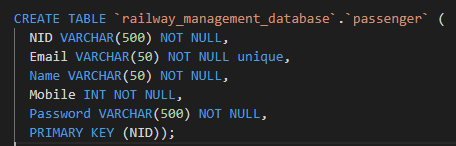 CREATE TABLE `railway_management_database`.`passenger` (
NID VARCHAR(500) NOT NULL,
Email VARCHAR(50) NOT NULL unique,
Name VARCHAR(50) NOT NULL,
Mobile INT NOT NULL,
Password VARCHAR(500) NOT NULL,
PRIMARY KEY (NID));